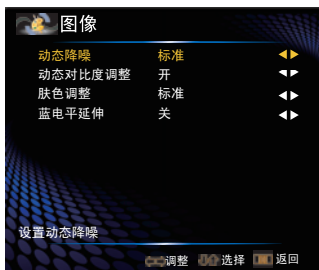 图像
动态降噪 标准
动态对比度调整 开
肤色调整 标准
蓝电平延伸 关
设置动态降噪
调整 选择 返回